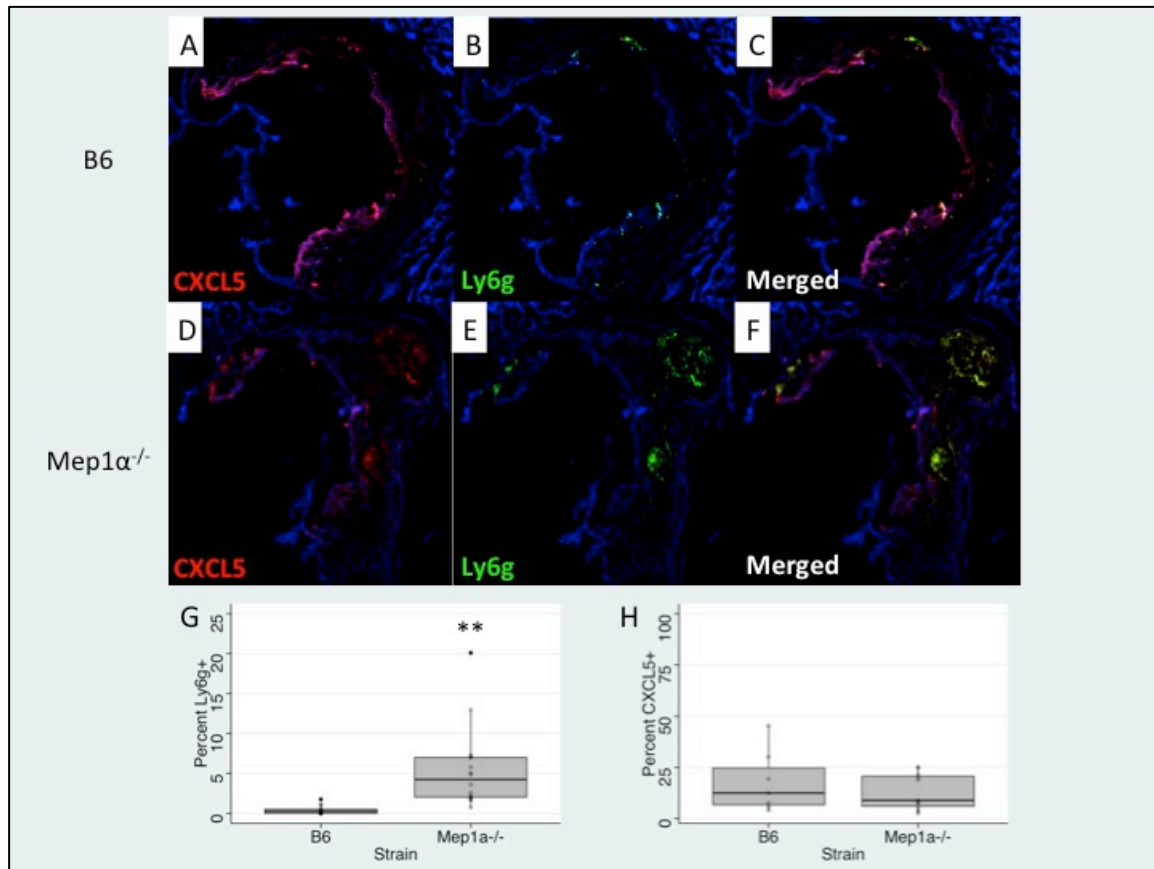 A
B
C
B6
CXCL5
Ly6g
Merged
D
E
F
Mep1α-/-
CXCL5
Ly6g
Merged
G
**
25
20
15
10
5
0
Percent Ly6g+
B6
Mep1a-/-
Strain
H
100
75
50
25
0
Percent CXCL5+
B6
Mep1a-/-
Strain